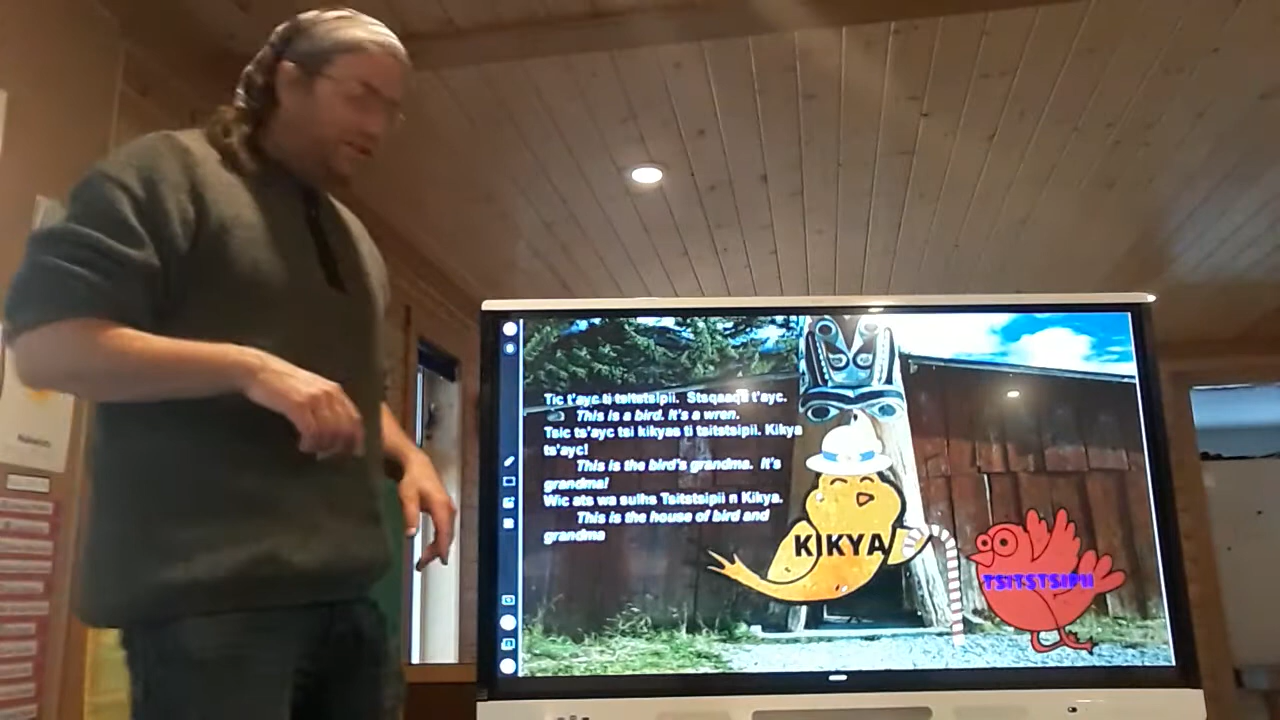 Tic t'ayc ti tsitstsipii. Stsqaaqa t'ayc.
This is a bird. It's a wren.
Tsic ts'ayc tsi kikyas ti tsitstsipii. Kikya
ts'ayc!
This is the bird's grandma. It's
grandma!
Wic ats wa sulhs Tsitstsipii n Kikya.
This is the house of bird and
grandma
KIKYA
TSITSTSIPII